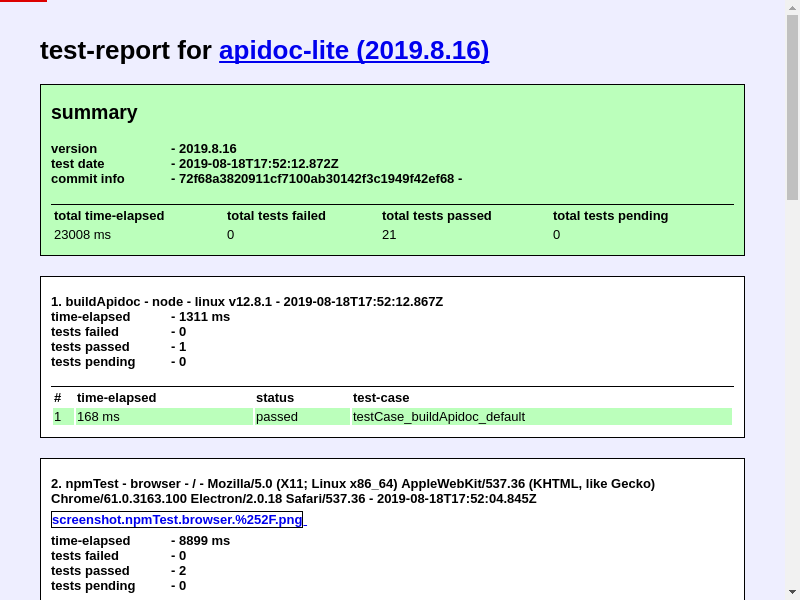 test-report for apidoc-lite (2019.8.16)
summary
version - 2019.8.16
test date - 2019-08-18T17:52:12.872Z
commit info - 72f68a3820911cf7100ab30142f3c1949f42ef68 -
total time-elapsed total tests failed total tests passed total tests pending
23008 ms 0 21 0
1. buildApidoc - node - linux v12.8.1 - 2019-08-18T17:52:12.867Z
time-elapsed - 1311 ms
tests failed - 0
tests passed - 1
tests pending - 0
# time-elapsed status test-case
1 168 ms passed testCase_buildApidoc_default
2. npmTest - browser - / - Mozilla/5.0 (X11; Linux x86_64) AppleWebKit/537.36 (KHTML, like Gecko)
Chrome/61.0.3163.100 Electron/2.0.18 Safari/537.36 - 2019-08-18T17:52:04.845Z
screenshot.npmTest.browser.%252F.png
time-elapsed - 8899 ms
tests failed - 0
tests passed - 2
tests pending - 0